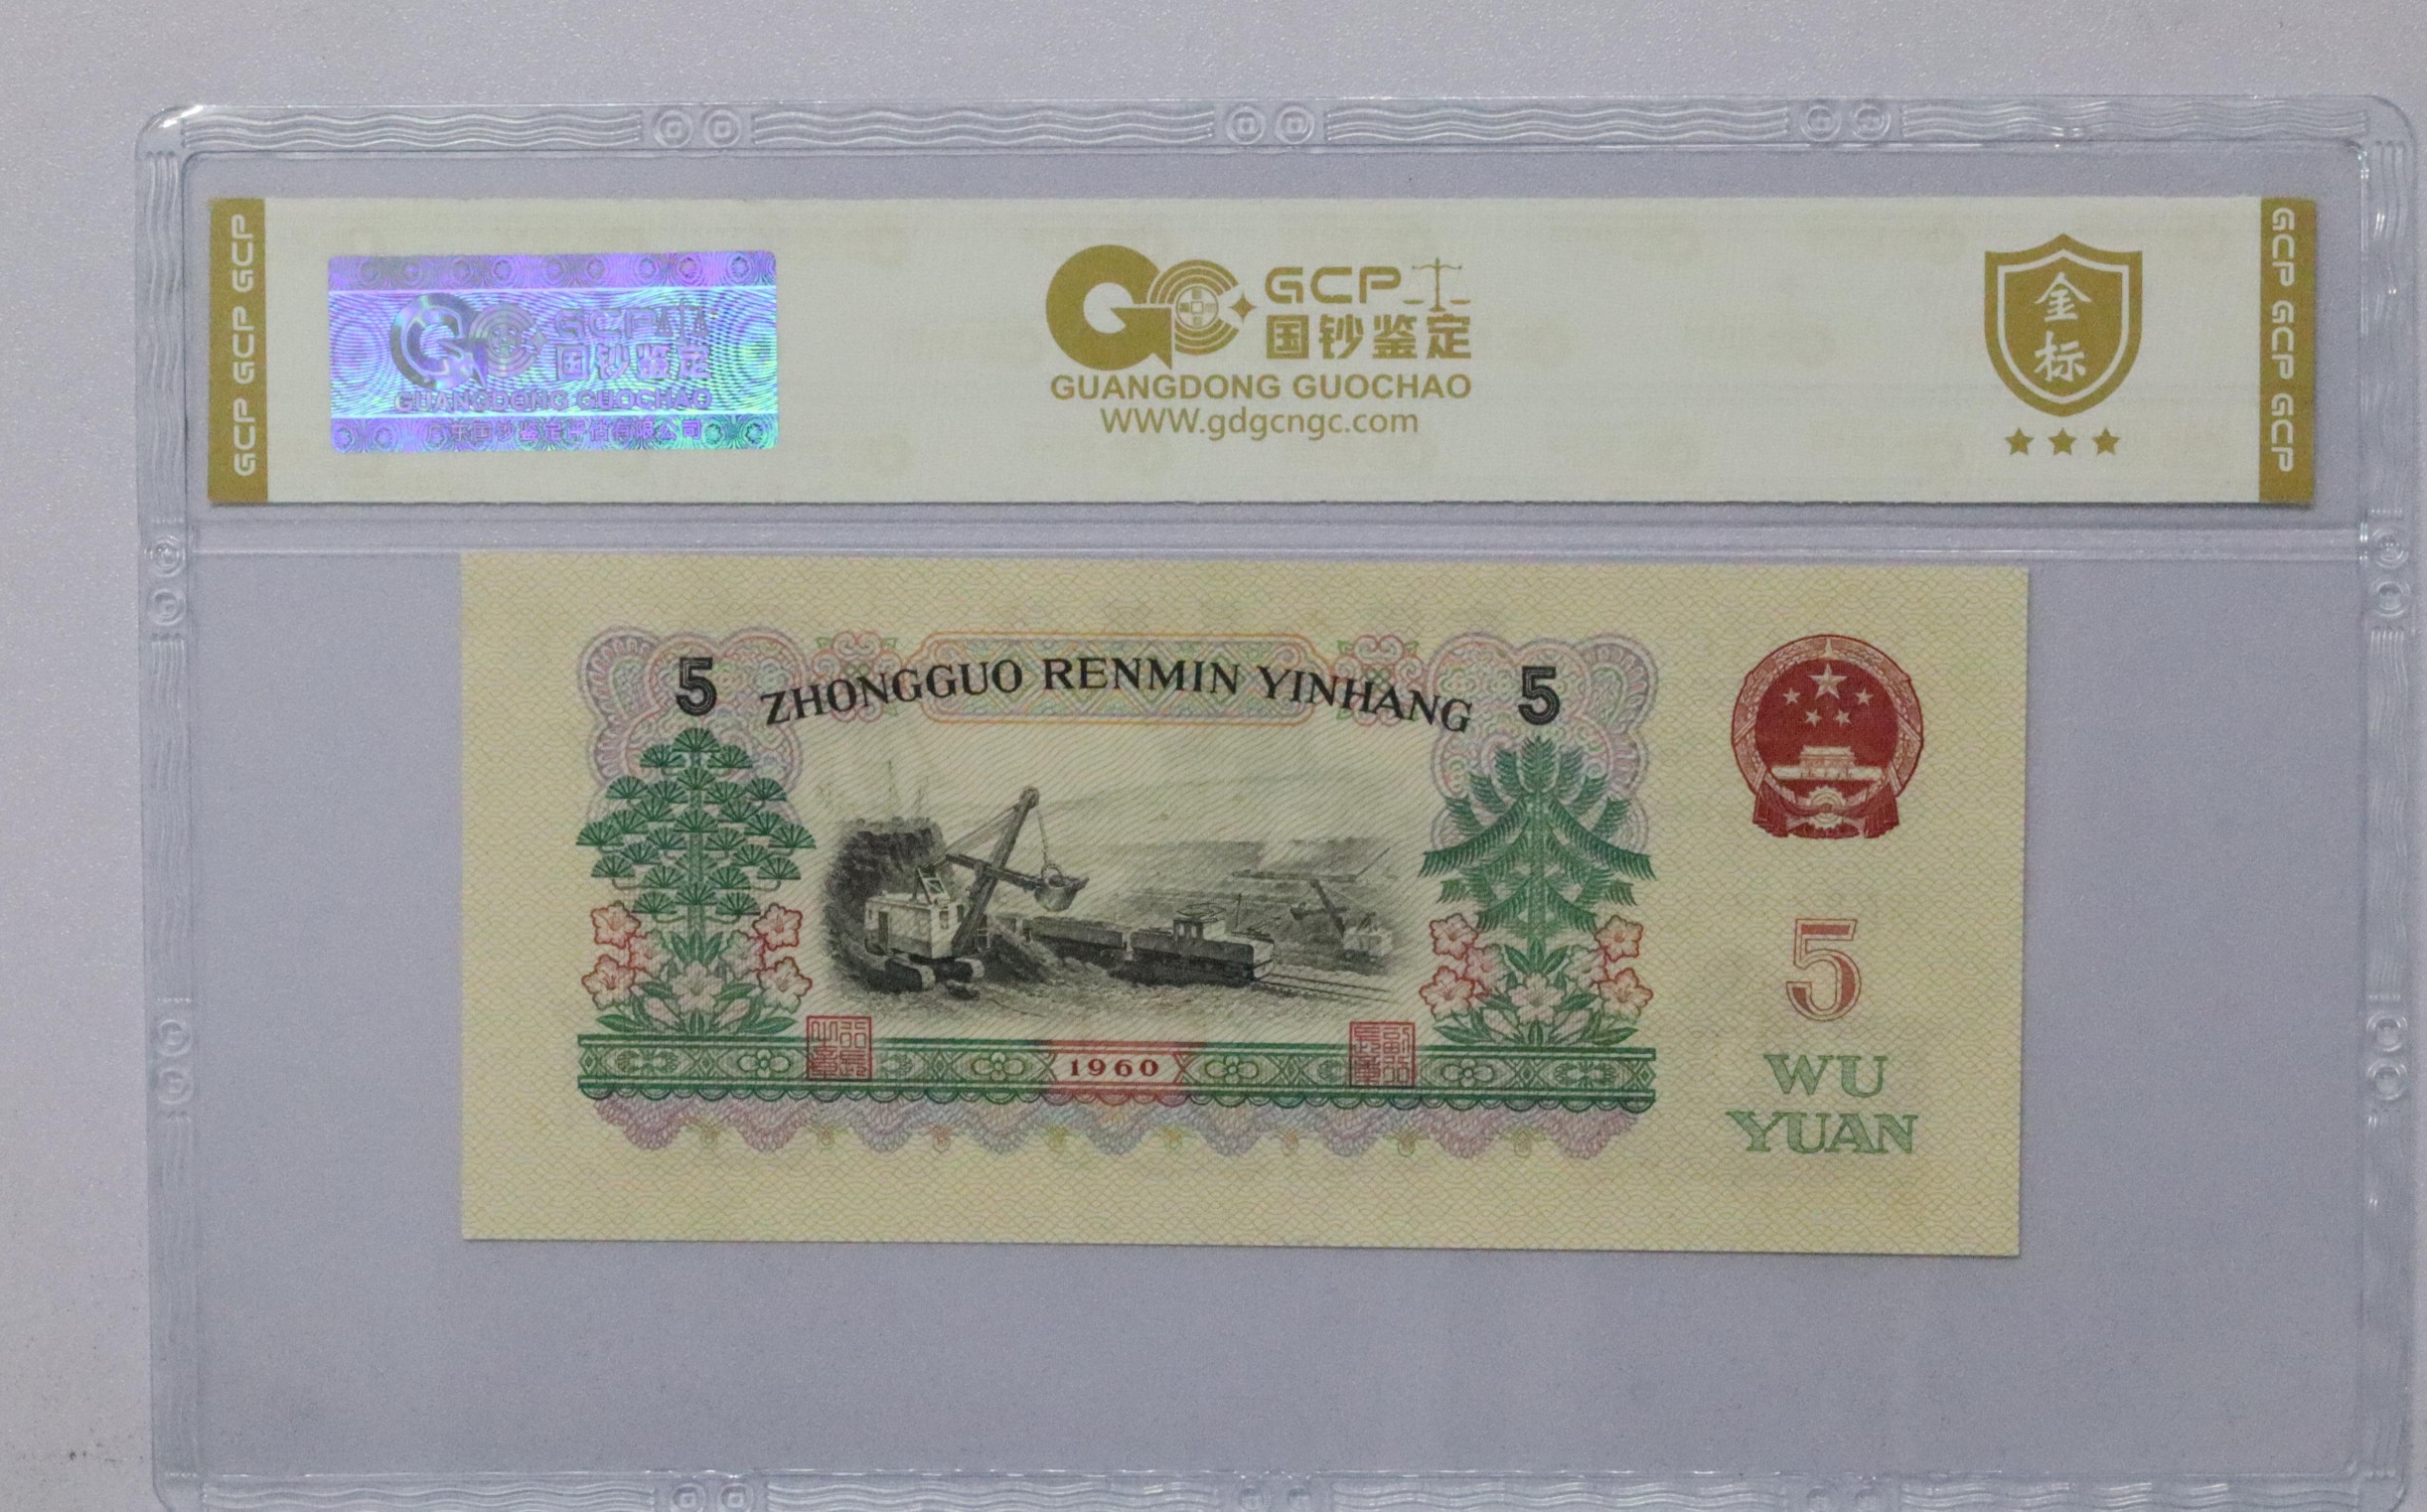 GCP GCP GCP
GCP
国钞鉴定
GUANGDONG GUOCHAO
广东国钞鉴定评估有限公司
GCP
国钞鉴定
GUANGDONG GUOCHAO
WWW.gdgcngc.com
金
标
GCP GCP GCP
5
ZHONGGUO RENMIN YINHANG
5
1960
5
WU
YUAN